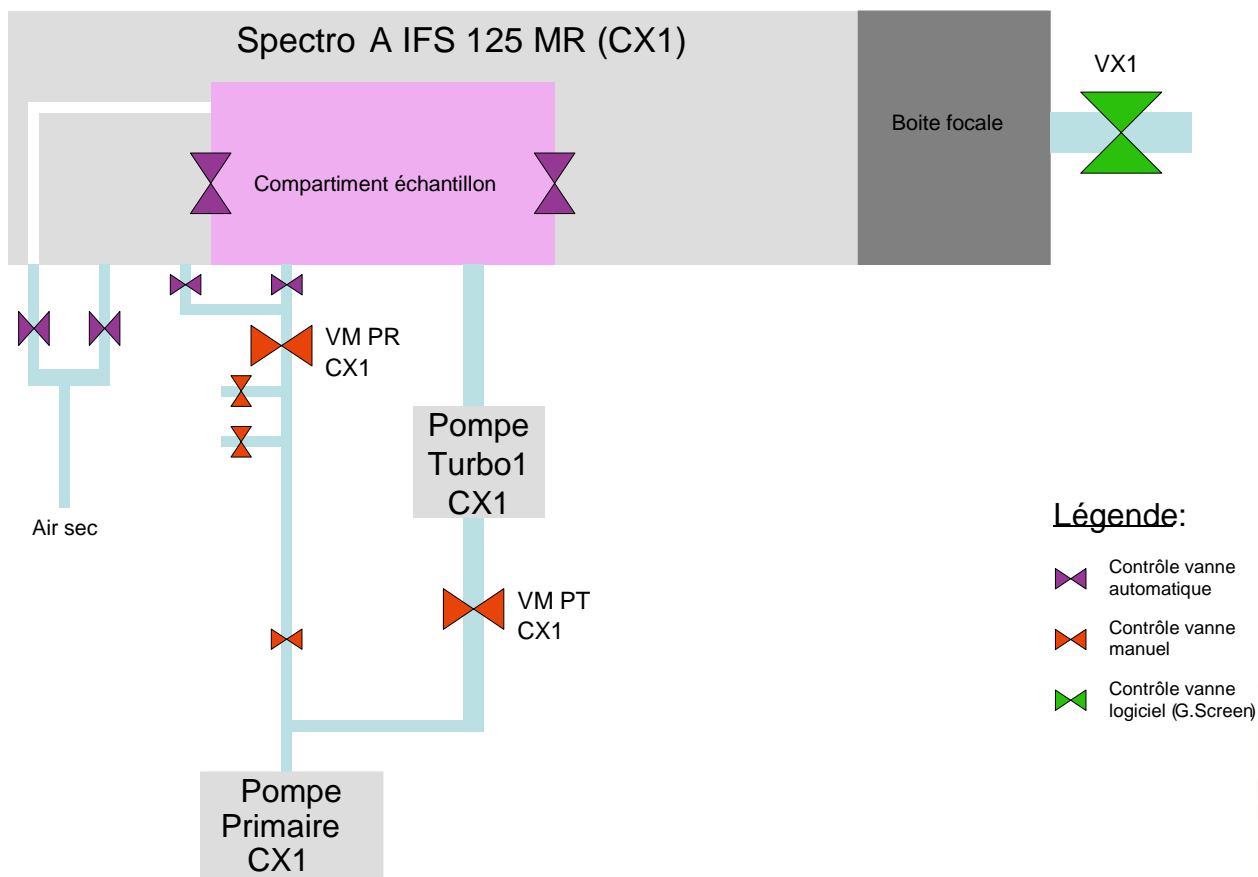 Spectro A IFS 125 MR (CX1)
VX1
Boite focale
Compartiment échantillon
VM PR
CX1
Pompe
Turbo1
CX1
Air sec
VM PT
CX1
Pompe
Primaire
CX1
Légende:
Contrôle vanne
automatique
Contrôle vanne
manuel
Contrôle vanne
logiciel (G.Screen)